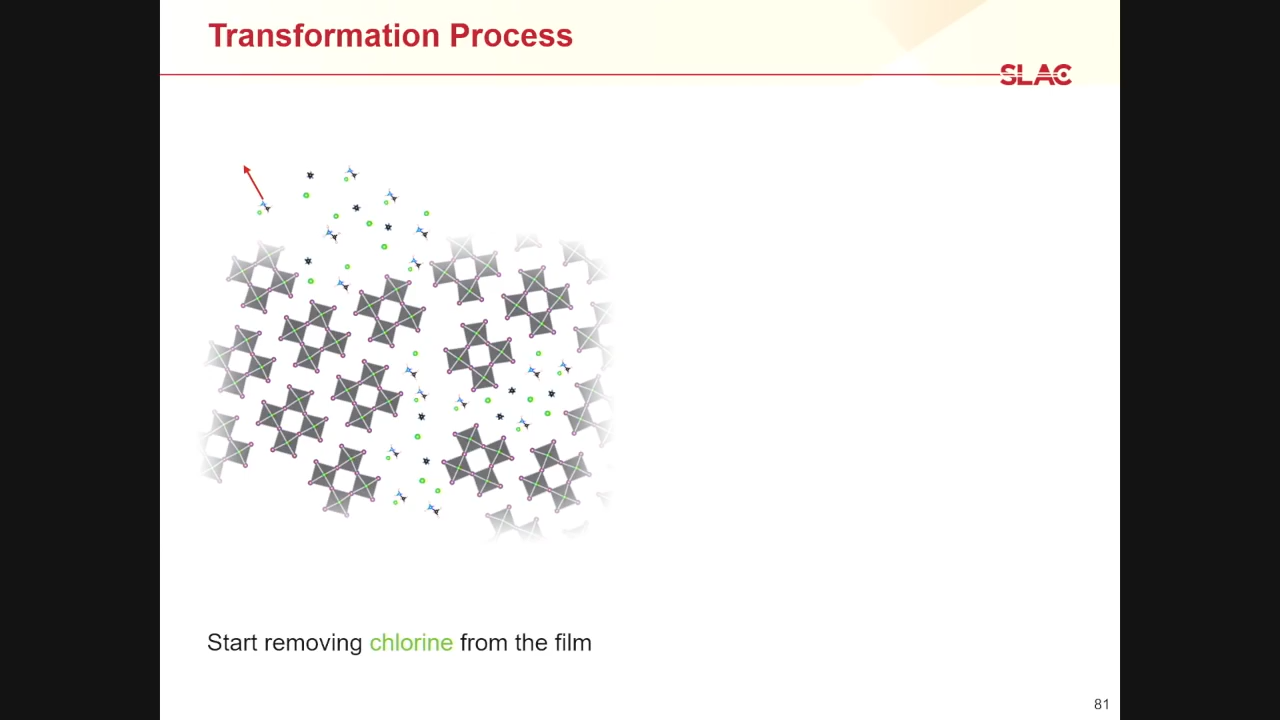 Transformation Process
SLAC
Start removing chlorine from the film
81